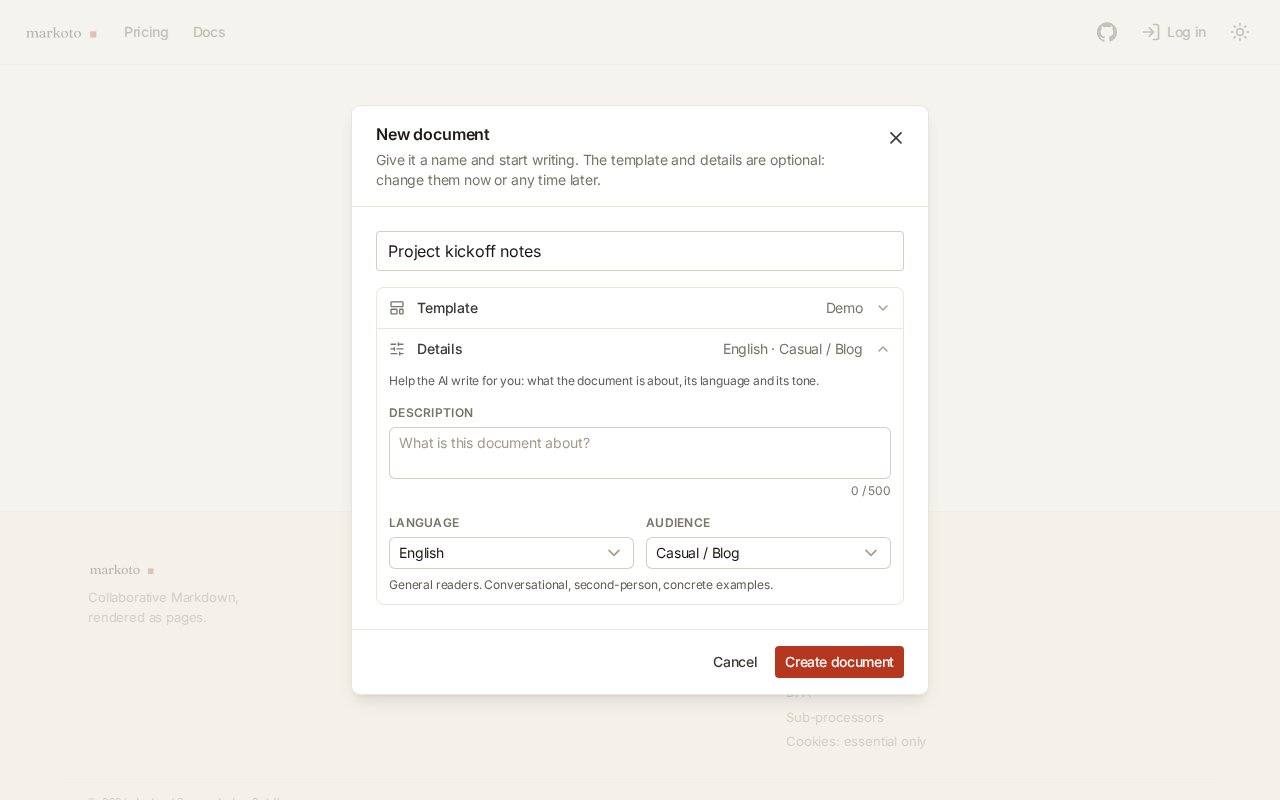 markoto
Pricing
Docs
Log in
New document
Give it a name and start writing. The template and details are optional:
change them now or any time later.
Project kickoff notes
Template
Demo
Details
English · Casual / Blog
Help the AI write for you: what the document is about, its language and its tone.
DESCRIPTION
What is this document about?
0 / 500
LANGUAGE
AUDIENCE
English
Casual / Blog
General readers. Conversational, second-person, concrete examples.
Cancel
Create document
markoto
Collaborative Markdown,
rendered as pages.
Sub-processors
Cookies: essential only